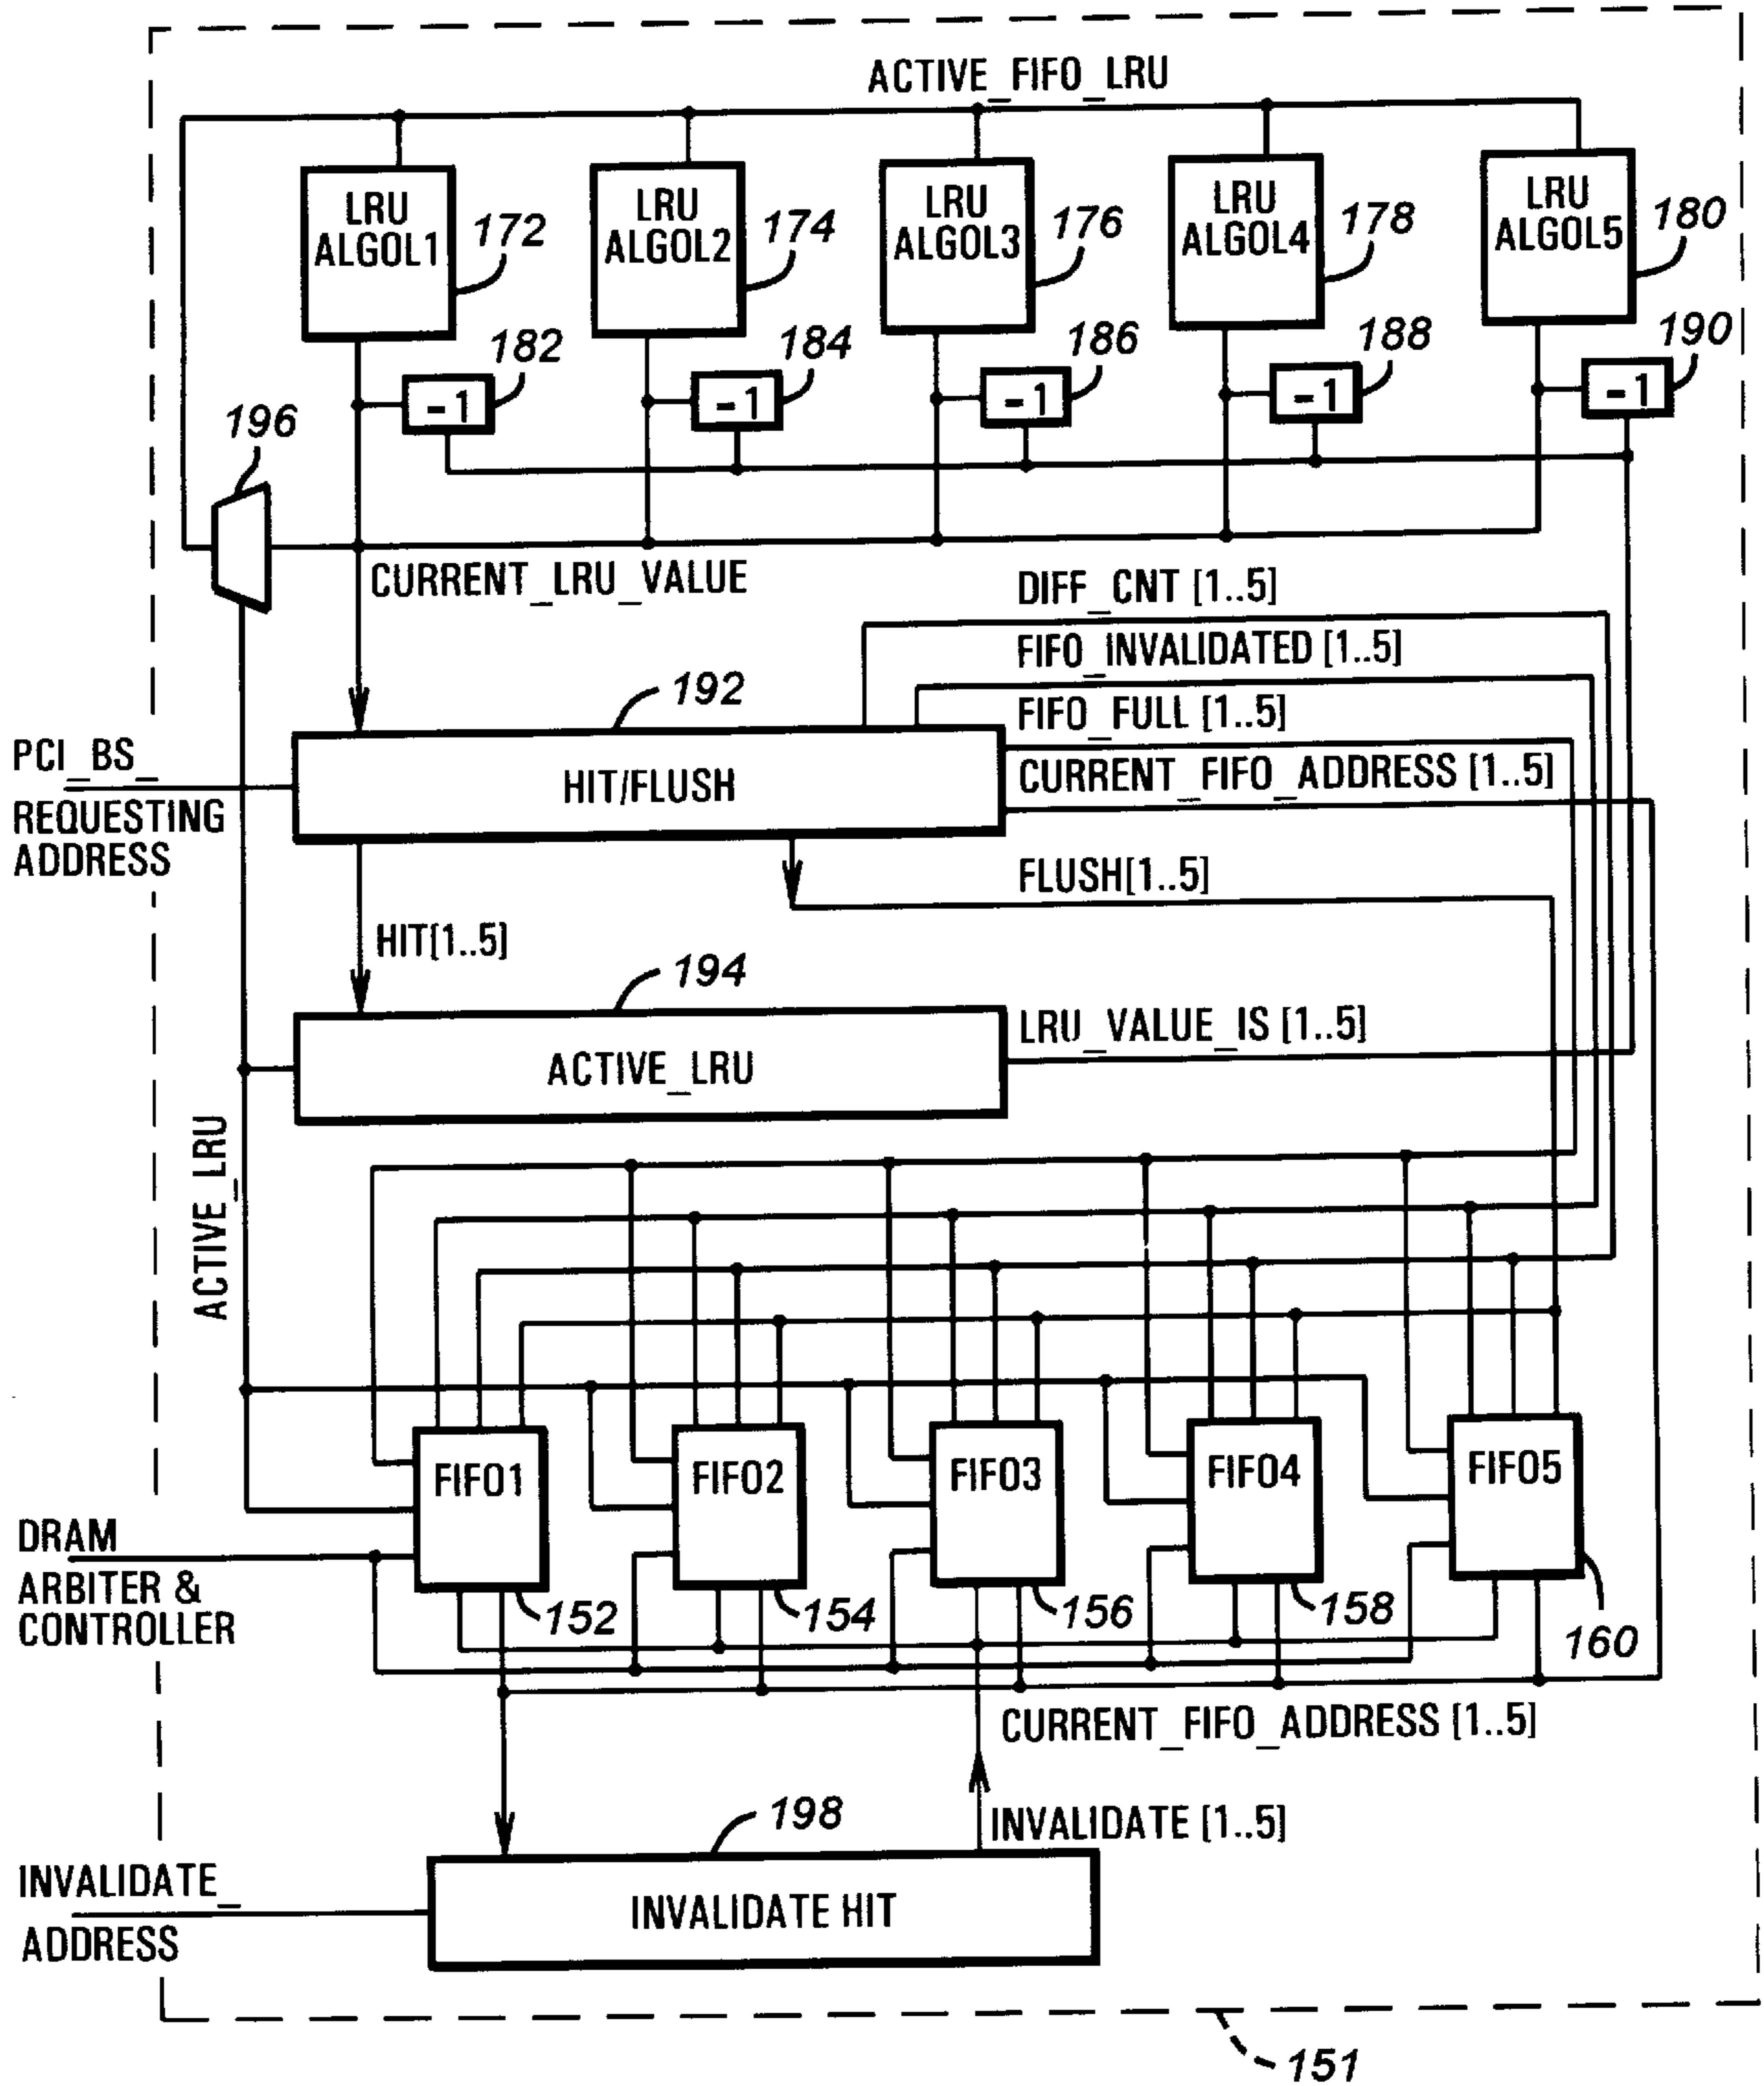 ACTIVE_FIFO_LRU
LRU
ALGOL1
172
LRU
ALGOL2
174
LRU
ALGOL3
176
LRU
ALGOL4
178
LRU
ALGOL5
180
-1
182
-1
184
-1
186
-1
188
-1
190
196
CURRENT_LRU_VALUE
DIFF_CNT [1..5]
FIFO_INVALIDATED [1..5]
FIFO_FULL [1..5]
CURRENT_FIFO_ADDRESS [1..5]
192
PCI_BS_
REQUESTING
ADDRESS
HIT/FLUSH
FLUSH[1..5]
HIT[1..5]
194
ACTIVE_LRU
LRU_VALUE_IS [1..5]
ACTIVE_LRU
FIFO1
FIFO2
FIFO3
FIFO4
FIFO5
DRAM
ARBITER &
CONTROLLER
152
154
156
158
160
CURRENT_FIFO_ADDRESS [1..5]
198
INVALIDATE [1..5]
INVALIDATE_
ADDRESS
INVALIDATE HIT
151